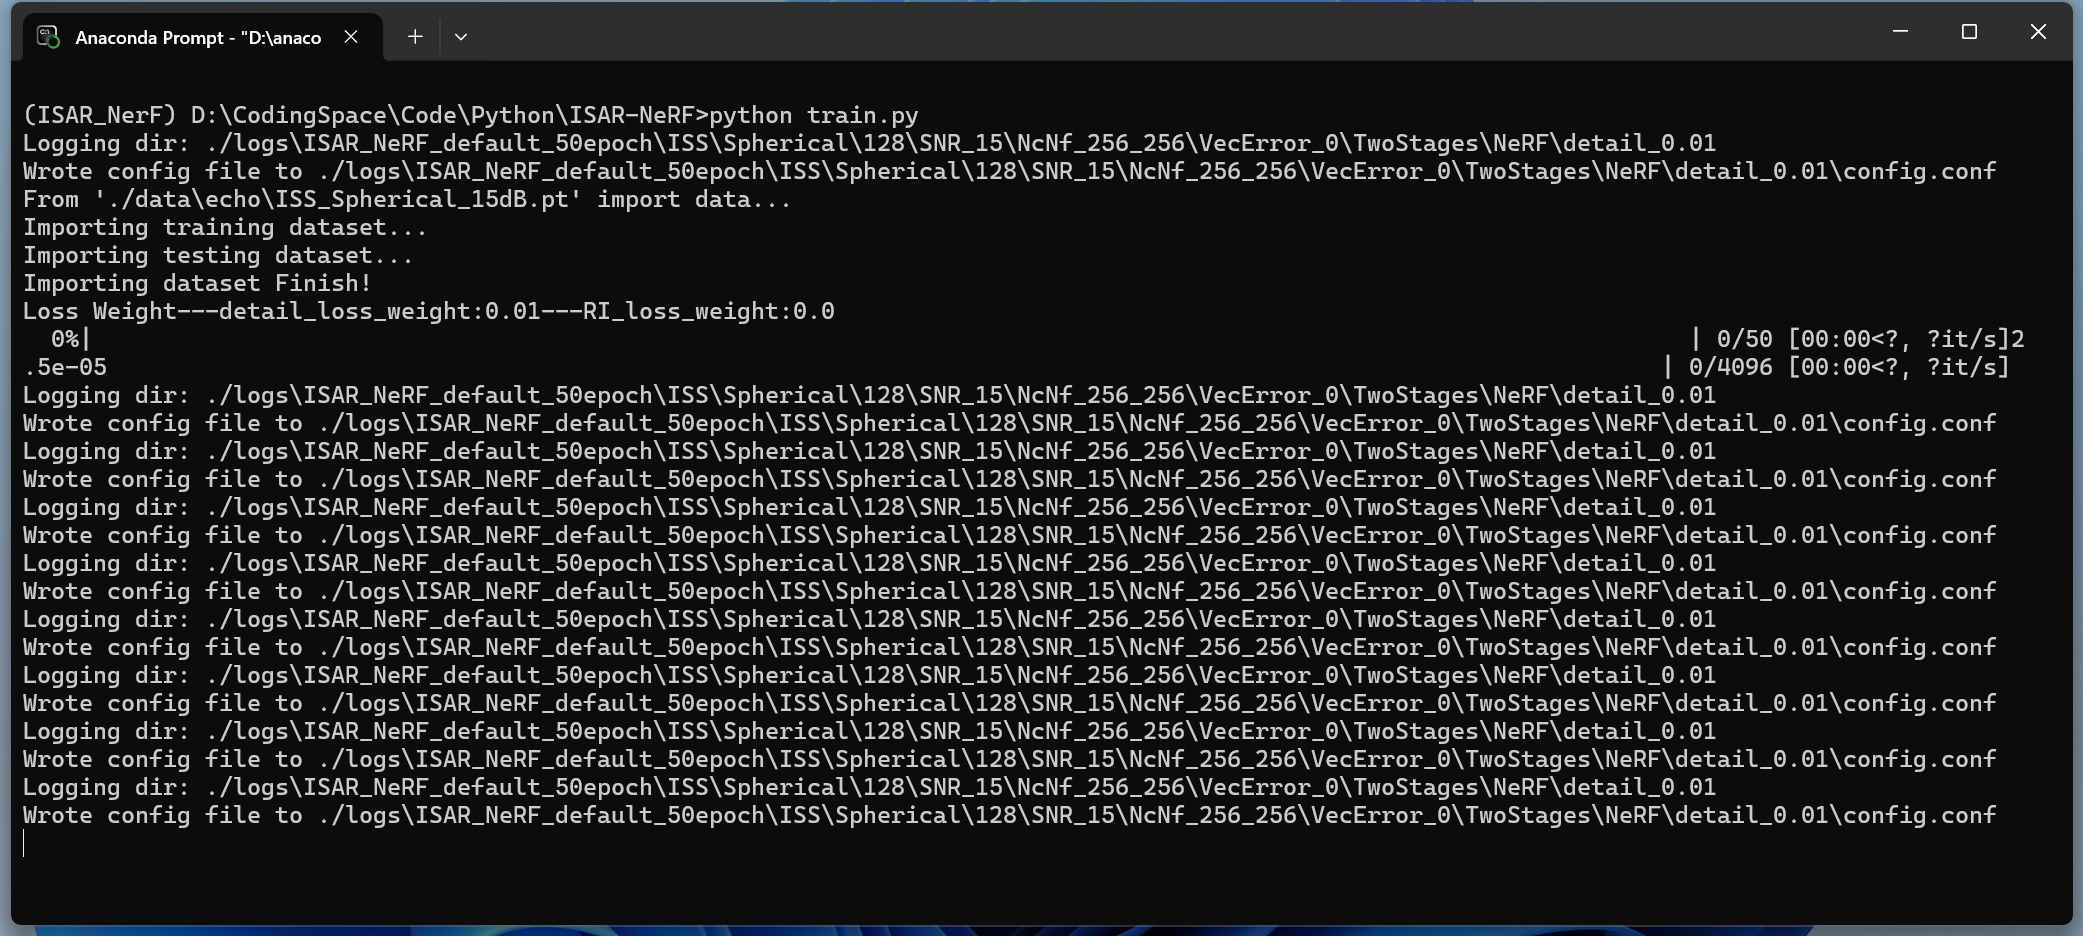 Anaconda Prompt - "D:\anaco
(ISAR_NerF) D:\CodingSpace\Code\Python\ISAR-NeRF>python train.py
Logging dir: ./logs\ISAR_NeRF_default_50epoch\ISS\Spherical\128\SNR_15\NcNf_256_256\VecError_0\TwoStages\NeRF\detail_0.01
Wrote config file to ./logs\ISAR_NeRF_default_50epoch\ISS\Spherical\128\SNR_15\NcNf_256_256\VecError_0\TwoStages\NeRF\detail_0.01\config.conf
From './data\echo\ISS_Spherical_15dB.pt' import data...
Importing training dataset...
Importing testing dataset...
Importing dataset Finish!
Loss Weight---detail_loss_weight:0.01---RI_loss_weight:0.0
0%| | 0/50 [00:00<?, ?it/s]2
.5e-05 | 0/4096 [00:00<?, ?it/s]
Logging dir: ./logs\ISAR_NeRF_default_50epoch\ISS\Spherical\128\SNR_15\NcNf_256_256\VecError_0\TwoStages\NeRF\detail_0.01
Wrote config file to ./logs\ISAR_NeRF_default_50epoch\ISS\Spherical\128\SNR_15\NcNf_256_256\VecError_0\TwoStages\NeRF\detail_0.01\config.conf
Logging dir: ./logs\ISAR_NeRF_default_50epoch\ISS\Spherical\128\SNR_15\NcNf_256_256\VecError_0\TwoStages\NeRF\detail_0.01
Wrote config file to ./logs\ISAR_NeRF_default_50epoch\ISS\Spherical\128\SNR_15\NcNf_256_256\VecError_0\TwoStages\NeRF\detail_0.01\config.conf
Logging dir: ./logs\ISAR_NeRF_default_50epoch\ISS\Spherical\128\SNR_15\NcNf_256_256\VecError_0\TwoStages\NeRF\detail_0.01
Wrote config file to ./logs\ISAR_NeRF_default_50epoch\ISS\Spherical\128\SNR_15\NcNf_256_256\VecError_0\TwoStages\NeRF\detail_0.01\config.conf
Logging dir: ./logs\ISAR_NeRF_default_50epoch\ISS\Spherical\128\SNR_15\NcNf_256_256\VecError_0\TwoStages\NeRF\detail_0.01
Wrote config file to ./logs\ISAR_NeRF_default_50epoch\ISS\Spherical\128\SNR_15\NcNf_256_256\VecError_0\TwoStages\NeRF\detail_0.01\config.conf
Logging dir: ./logs\ISAR_NeRF_default_50epoch\ISS\Spherical\128\SNR_15\NcNf_256_256\VecError_0\TwoStages\NeRF\detail_0.01
Wrote config file to ./logs\ISAR_NeRF_default_50epoch\ISS\Spherical\128\SNR_15\NcNf_256_256\VecError_0\TwoStages\NeRF\detail_0.01\config.conf
Logging dir: ./logs\ISAR_NeRF_default_50epoch\ISS\Spherical\128\SNR_15\NcNf_256_256\VecError_0\TwoStages\NeRF\detail_0.01
Wrote config file to ./logs\ISAR_NeRF_default_50epoch\ISS\Spherical\128\SNR_15\NcNf_256_256\VecError_0\TwoStages\NeRF\detail_0.01\config.conf
Logging dir: ./logs\ISAR_NeRF_default_50epoch\ISS\Spherical\128\SNR_15\NcNf_256_256\VecError_0\TwoStages\NeRF\detail_0.01
Wrote config file to ./logs\ISAR_NeRF_default_50epoch\ISS\Spherical\128\SNR_15\NcNf_256_256\VecError_0\TwoStages\NeRF\detail_0.01\config.conf
Logging dir: ./logs\ISAR_NeRF_default_50epoch\ISS\Spherical\128\SNR_15\NcNf_256_256\VecError_0\TwoStages\NeRF\detail_0.01
Wrote config file to ./logs\ISAR_NeRF_default_50epoch\ISS\Spherical\128\SNR_15\NcNf_256_256\VecError_0\TwoStages\NeRF\detail_0.01\config.conf